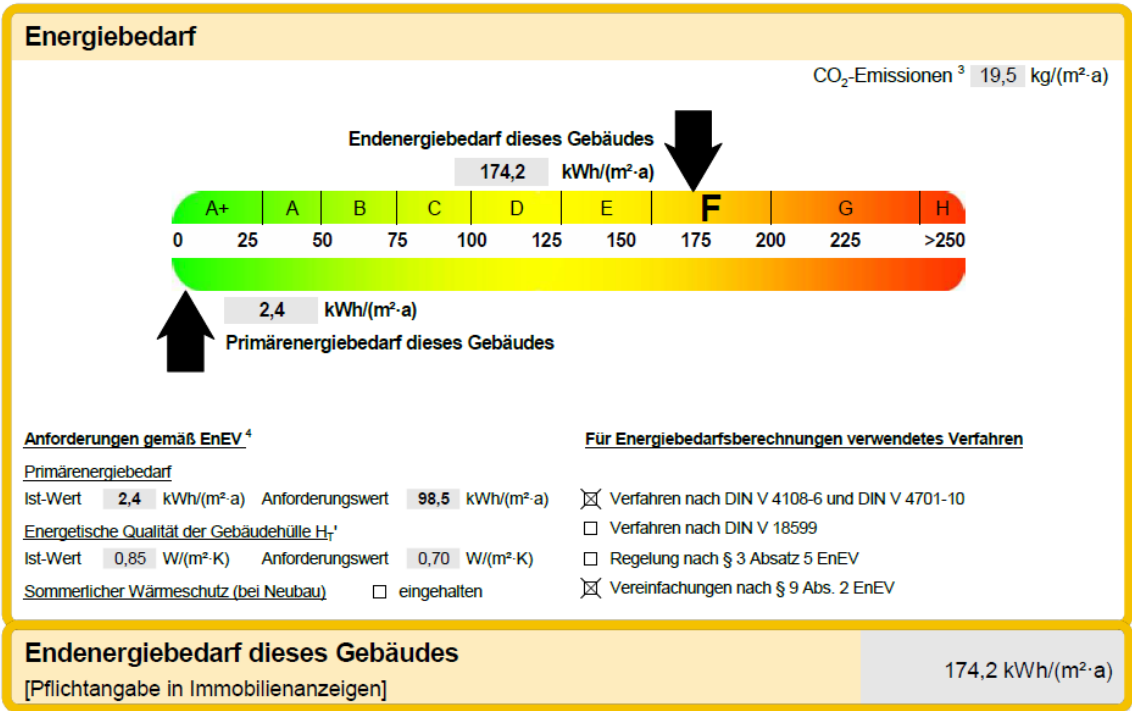 Energiebedarf
CO₂-Emissionen ³ 19,5 kg/(m²·a)
Endenergiebedarf dieses Gebäudes
174,2 kWh/(m²·a)
A+ A B C D E F G H
0 25 50 75 100 125 150 175 200 225 >250
2,4 kWh/(m²·a)
Primärenergiebedarf dieses Gebäudes
Anforderungen gemäß EnEV ⁴
Primärenergiebedarf
Ist-Wert 2,4 kWh/(m²·a) Anforderungswert 98,5 kWh/(m²·a)
Energetische Qualität der Gebäudehülle H_T'
Ist-Wert 0,85 W/(m²·K) Anforderungswert 0,70 W/(m²·K)
Sommerlicher Wärmeschutz (bei Neubau) ☐ eingehalten
Für Energiebedarfsberechnungen verwendetes Verfahren
☒ Verfahren nach DIN V 4108-6 und DIN V 4701-10
☐ Verfahren nach DIN V 18599
☐ Regelung nach § 3 Absatz 5 EnEV
☒ Vereinfachungen nach § 9 Abs. 2 EnEV
Endenergiebedarf dieses Gebäudes
[Pflichtangabe in Immobilienanzeigen]
174,2 kWh/(m²·a)